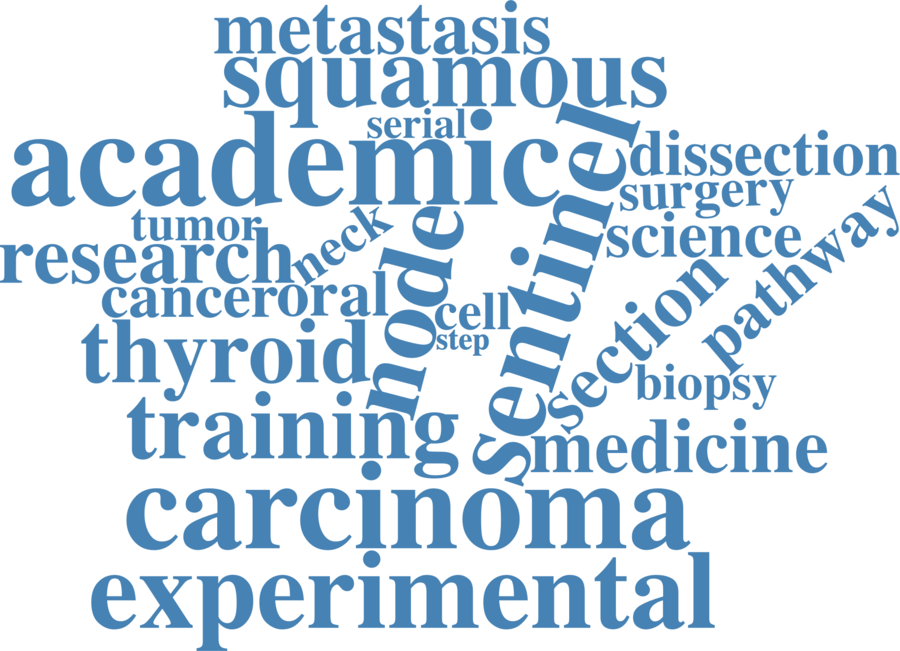 metastasis
squamous
serial
academic
sentinel
dissection
surgery
tumor
neck
node
science
pathway
research
cancer
oral
cell
step
section
thyroid
biopsy
training
medicine
carcinoma
experimental